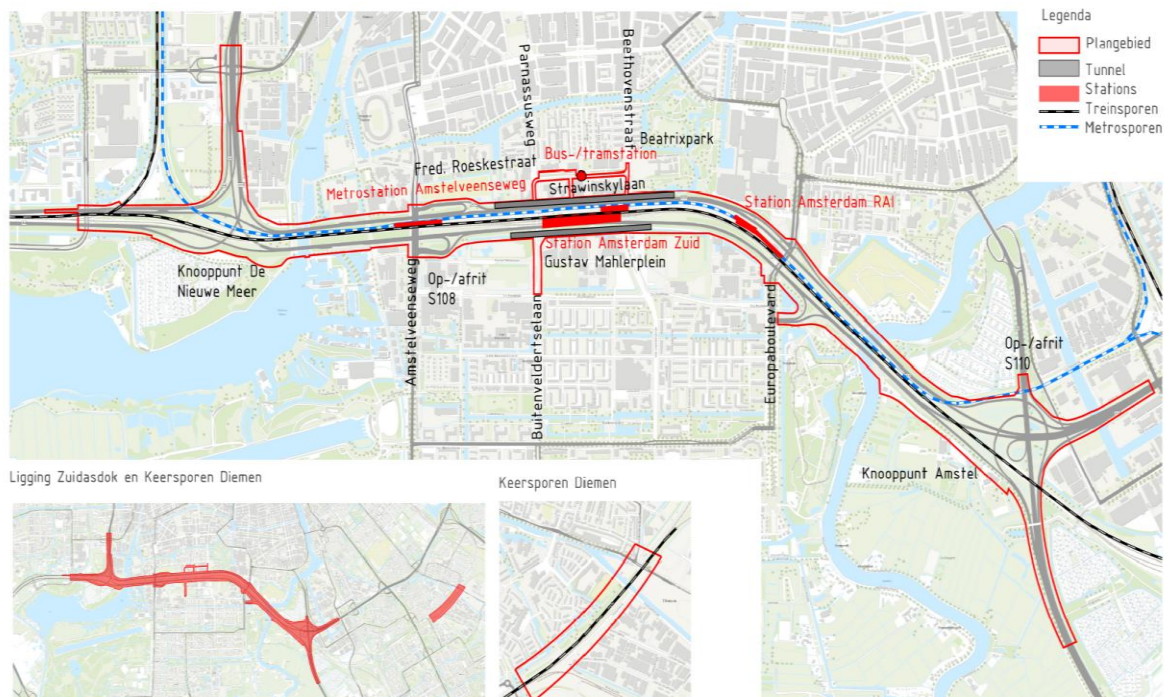 Legenda
Plangebied
Tunnel
Stations
Treinsporen
Metrosporen
Parnassusweg
Beethovenstraat
Beatrixpark
Bus-/tramstation
Fred. Roeskestraat
Strawinskylaan
Metrostation Amstelveenseweg
Station Amsterdam RAI
Station Amsterdam Zuid
Gustav Mahlerplein
Knooppunt De
Nieuwe Meer
Op-/afrit
S108
Amstelveenseweg
Buitenveldertselaan
Europaboulevard
Op-/afrit
S110
Knooppunt Amstel
Ligging Zuidasdok en Keersporen Diemen
Keersporen Diemen